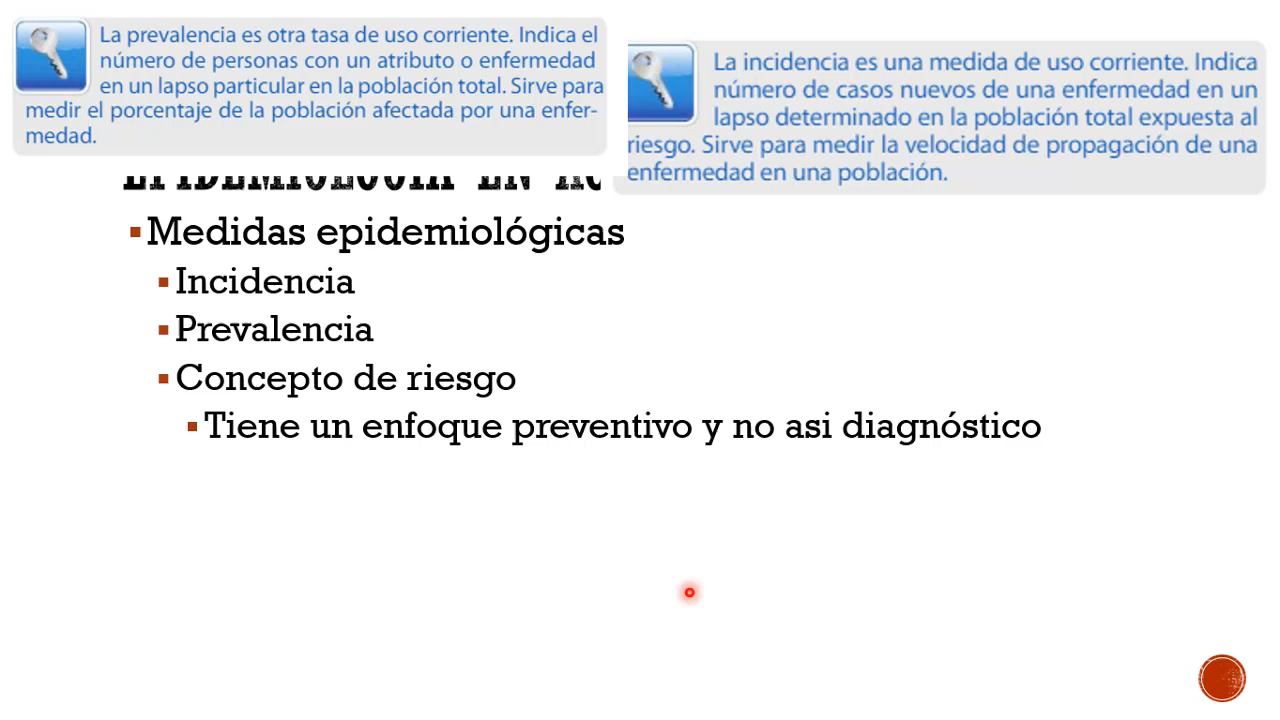 La prevalencia es otra tasa de uso corriente. Indica el
número de personas con un atributo o enfermedad
en un lapso particular en la población total. Sirve para
medir el porcentaje de la población afectada por una enfer-
medad.
La incidencia es una medida de uso corriente. Indica
número de casos nuevos de una enfermedad en un
lapso determinado en la población total expuesta al
riesgo. Sirve para medir la velocidad de propagación de una
enfermedad en una población.
EPIDEMIOLOGIA EN
Medidas epidemiológicas
Incidencia
Prevalencia
Concepto de riesgo
Tiene un enfoque preventivo y no asi diagnóstico